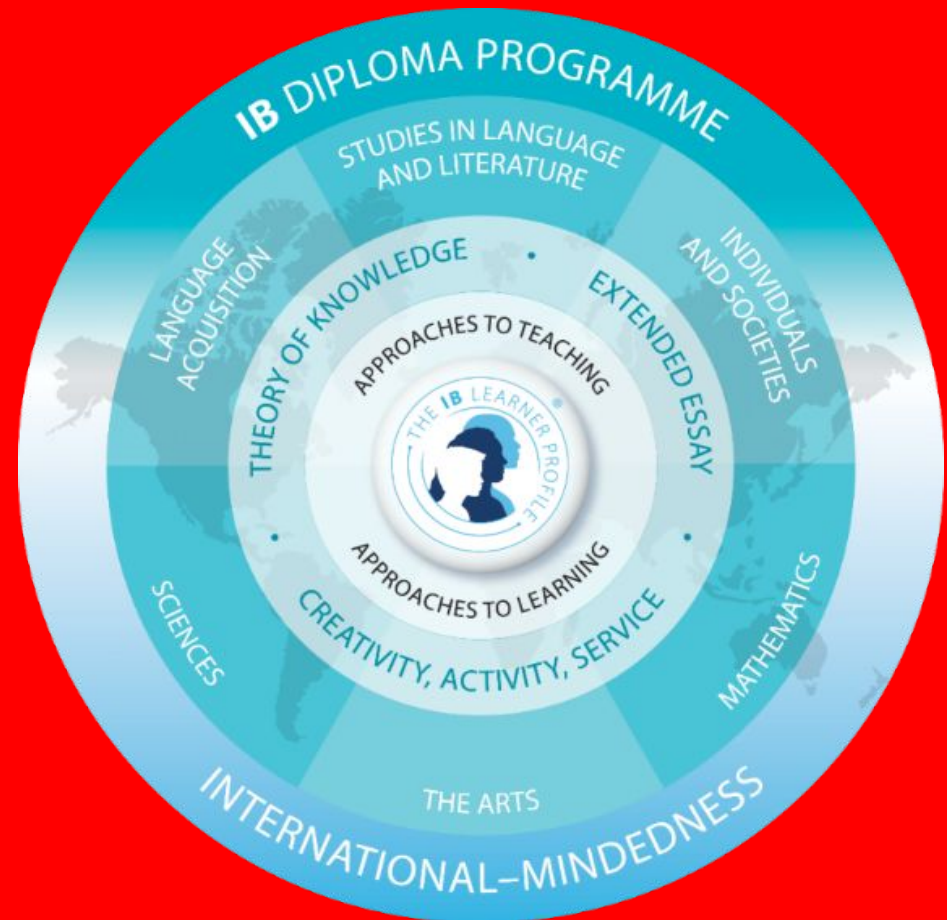 IB DIPLOMA PROGRAMME
STUDIES IN LANGUAGE
AND LITERATURE
LANGUAGE
ACQUISITION
INDIVIDUALS
AND SOCIETIES
THEORY OF KNOWLEDGE
EXTENDED ESSAY
APPROACHES TO TEACHING
THE IB LEARNER PROFILE ®
APPROACHES TO LEARNING
CREATIVITY, ACTIVITY, SERVICE
SCIENCES
MATHEMATICS
THE ARTS
INTERNATIONAL–MINDEDNESS